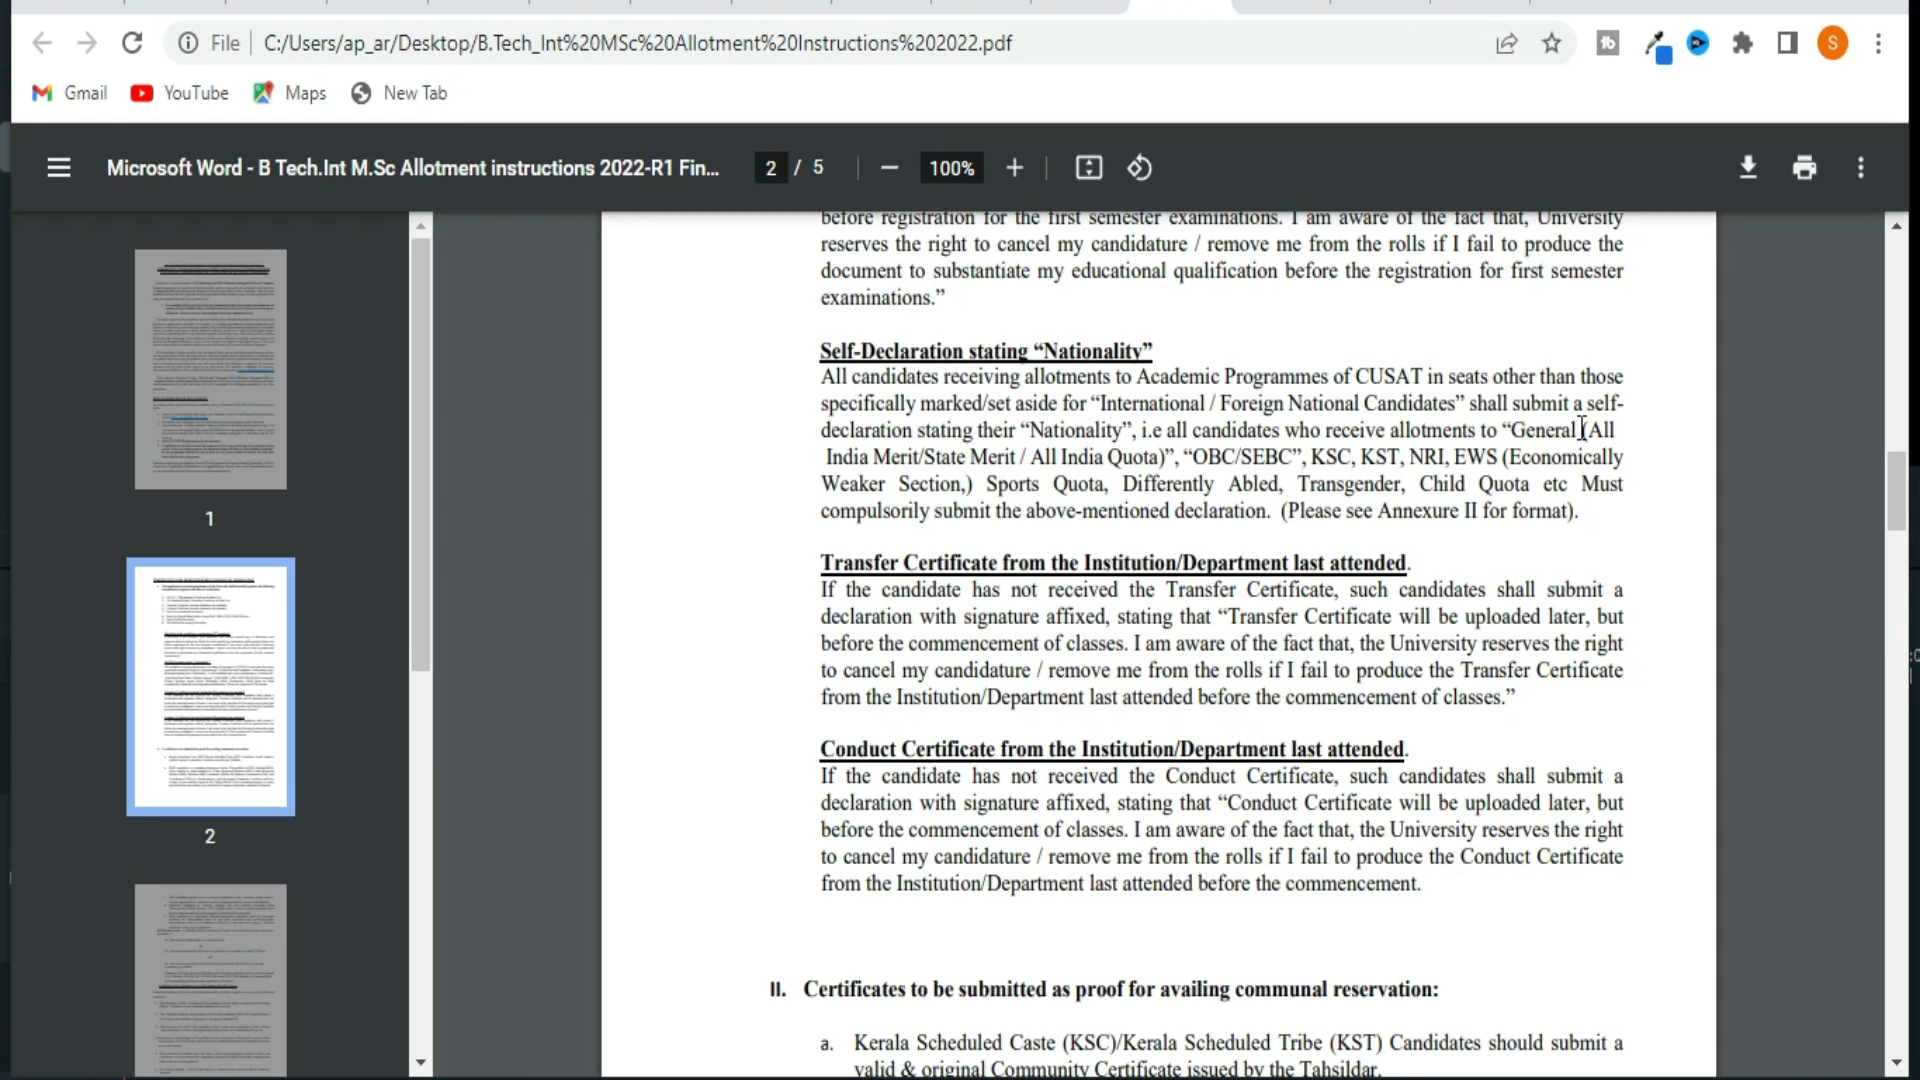 File
C:/Users/ap_ar/Desktop/B.Tech_Int%20MSc%20Allotment%20Instructions%202022.pdf
S
Gmail
YouTube
Maps
New Tab
Microsoft Word - B Tech.Int M.Sc Allotment instructions 2022-R1 Fin...
2 / 5
100%
1
2
before registration for the first semester examinations. I am aware of the fact that, University
reserves the right to cancel my candidature / remove me from the rolls if I fail to produce the
document to substantiate my educational qualification before the registration for first semester
examinations.”
Self-Declaration stating “Nationality”
All candidates receiving allotments to Academic Programmes of CUSAT in seats other than those
specifically marked/set aside for “International / Foreign National Candidates” shall submit a self-
declaration stating their “Nationality”, i.e all candidates who receive allotments to “General (All
India Merit/State Merit / All India Quota)”, “OBC/SEBC”, KSC, KST, NRI, EWS (Economically
Weaker Section,) Sports Quota, Differently Abled, Transgender, Child Quota etc Must
compulsorily submit the above-mentioned declaration. (Please see Annexure II for format).
Transfer Certificate from the Institution/Department last attended.
If the candidate has not received the Transfer Certificate, such candidates shall submit a
declaration with signature affixed, stating that “Transfer Certificate will be uploaded later, but
before the commencement of classes. I am aware of the fact that, the University reserves the right
to cancel my candidature / remove me from the rolls if I fail to produce the Transfer Certificate
from the Institution/Department last attended before the commencement of classes.”
Conduct Certificate from the Institution/Department last attended.
If the candidate has not received the Conduct Certificate, such candidates shall submit a
declaration with signature affixed, stating that “Conduct Certificate will be uploaded later, but
before the commencement of classes. I am aware of the fact that, the University reserves the right
to cancel my candidature / remove me from the rolls if I fail to produce the Conduct Certificate
from the Institution/Department last attended before the commencement.
II. Certificates to be submitted as proof for availing communal reservation:
a. Kerala Scheduled Caste (KSC)/Kerala Scheduled Tribe (KST) Candidates should submit a
valid & original Community Certificate issued by the Tahsildar.